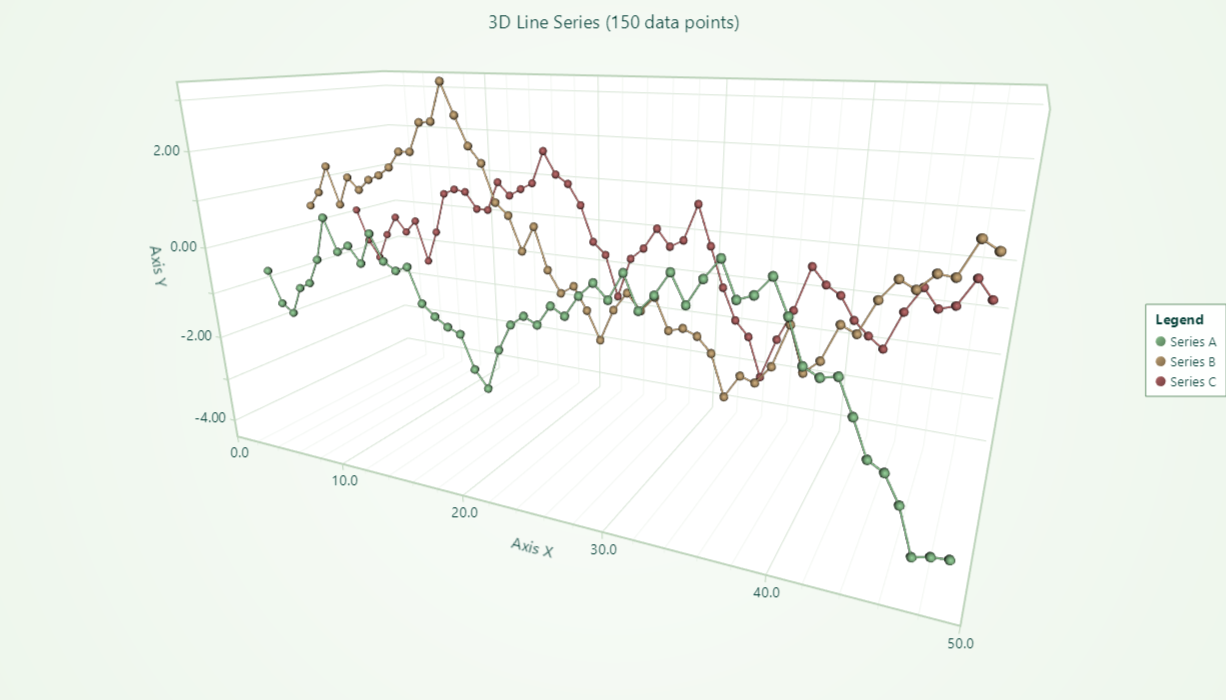 3D Line Series (150 data points)
2.00
0.00
-2.00
-4.00
Axis Y
0.0
10.0
20.0
30.0
40.0
50.0
Axis X
Legend
Series A
Series B
Series C